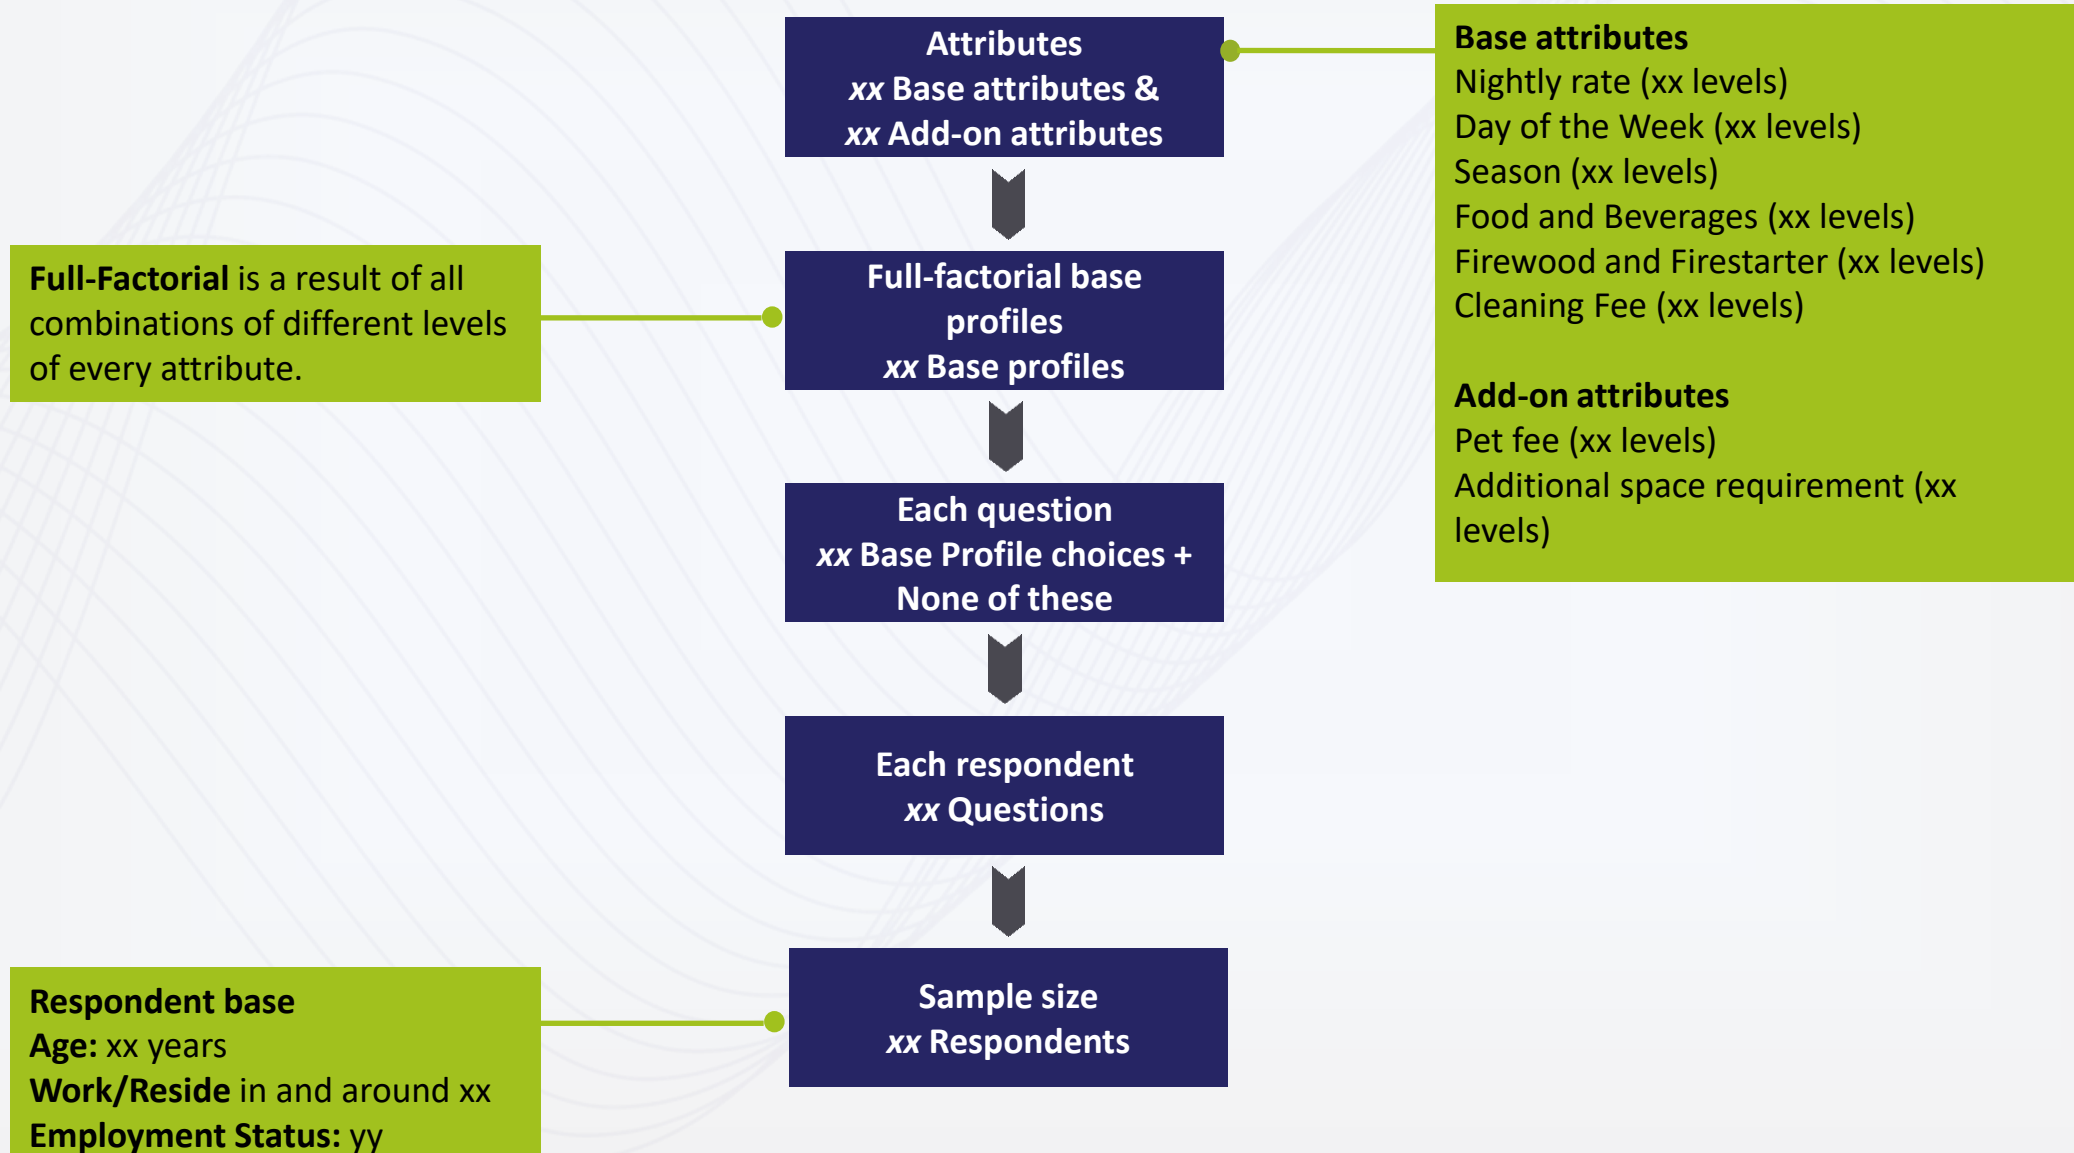 Attributes
xx Base attributes &
xx Add-on attributes
Base attributes
Nightly rate (xx levels)
Day of the Week (xx levels)
Season (xx levels)
Food and Beverages (xx levels)
Firewood and Firestarter (xx levels)
Cleaning Fee (xx levels)
Add-on attributes
Pet fee (xx levels)
Additional space requirement (xx
levels)
Full-Factorial is a result of all
combinations of different levels
of every attribute.
Full-factorial base
profiles
xx Base profiles
Each question
xx Base Profile choices +
None of these
Each respondent
xx Questions
Sample size
xx Respondents
Respondent base
Age: xx years
Work/Reside in and around xx
Employment Status: yy